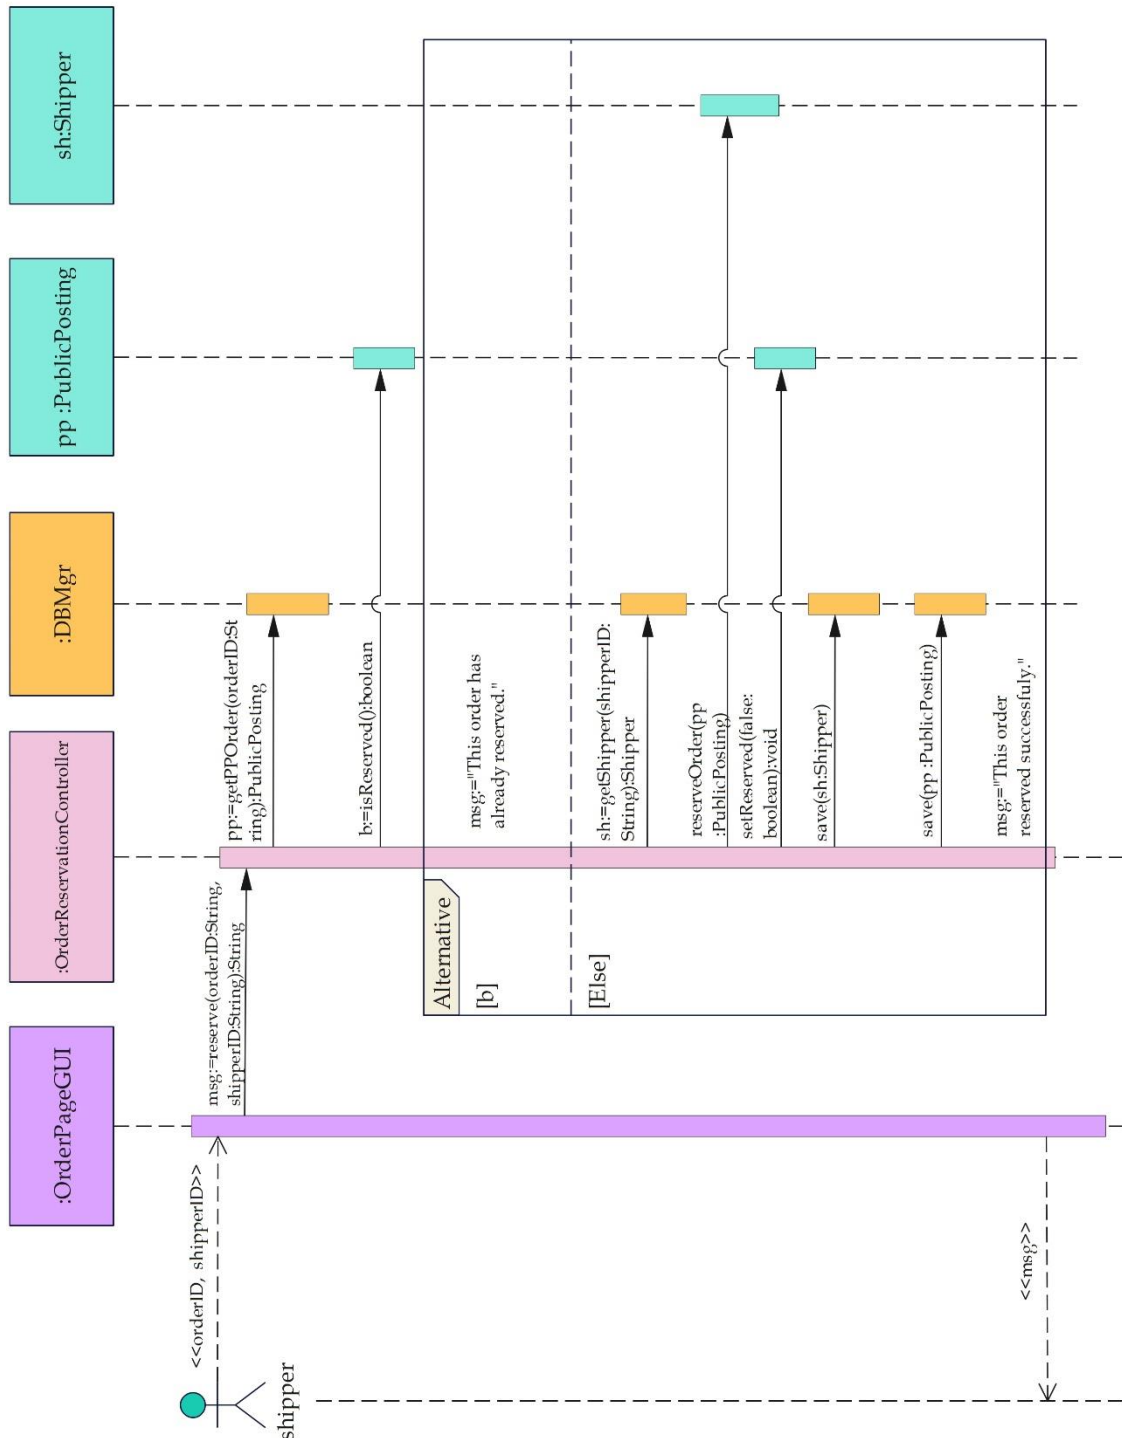 shipper
:OrderPageGUI
:OrderReservationController
:DBMgr
pp :PublicPosting
sh:Shipper
<<orderID, shipperID>>
msg:=reserve(orderID:String,
shipperID:String):String
pp:=getPPOrder(orderID:St
ring):PublicPosting
b:=isReserved():boolean
Alternative
[b]
msg:="This order has
already reserved."
[Else]
sh:=getShipper(shipperID:
String):Shipper
reserveOrder(pp
:PublicPosting)
setReserved(false:
boolean):void
save(sh:Shipper)
save(pp :PublicPosting)
msg:="This order
reserved successfuly."
<<msg>>